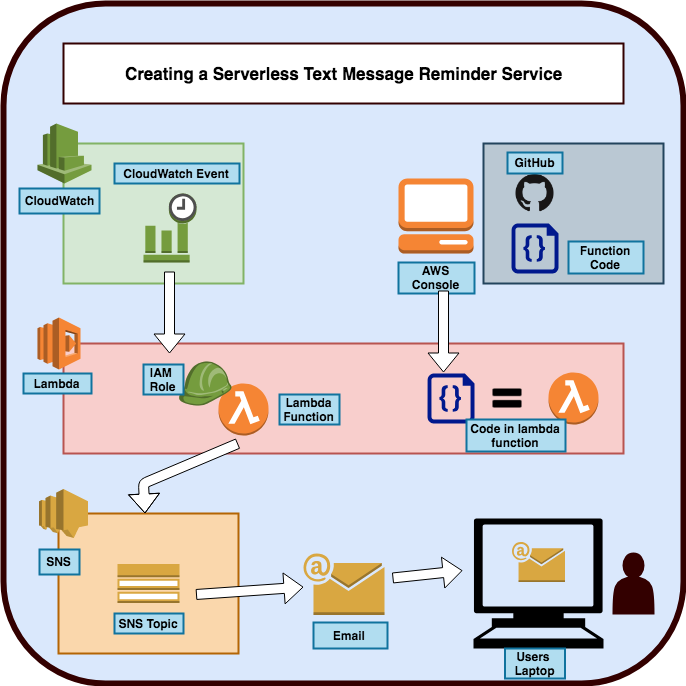 Creating a Serverless Text Message Reminder Service
CloudWatch
CloudWatch Event
GitHub
{}
Function
Code
AWS
Console
Lambda
IAM
Role
λ
Lambda
Function
{}
=
λ
Code in lambda
function
SNS
SNS Topic
@
Email
@
Users
Laptop